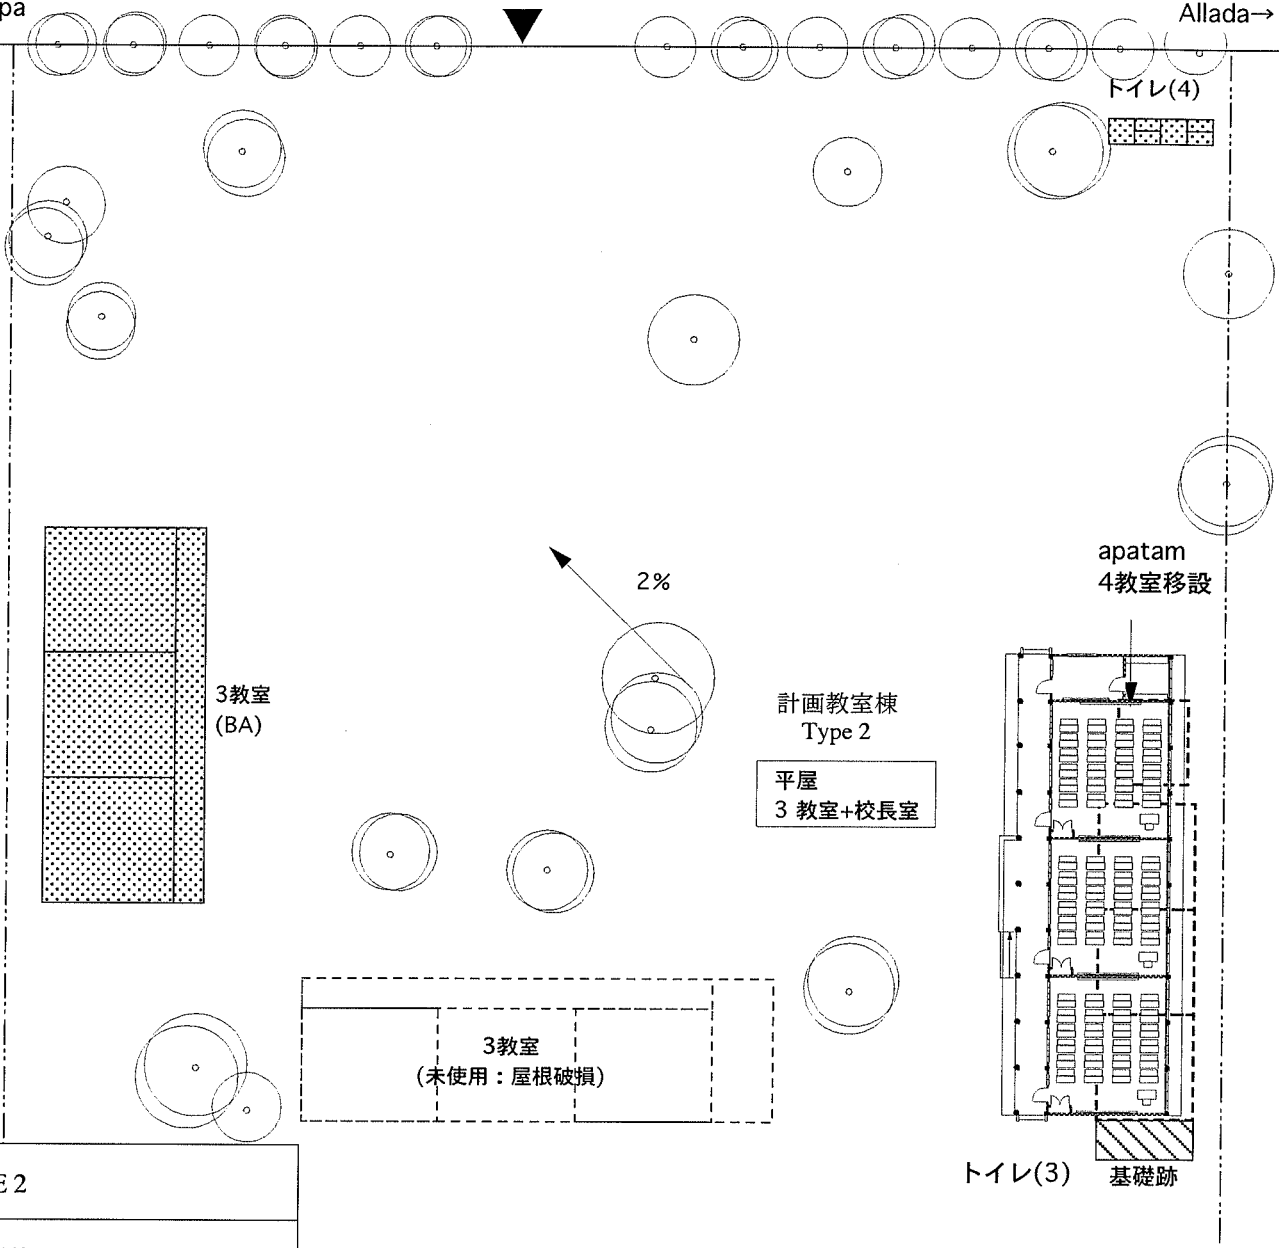 pa
Allada→
トイレ(4)
2%
apatam
4教室移設
3教室
(BA)
計画教室棟
Type 2
平屋
3 教室+校長室
3教室
(未使用：屋根破損)
トイレ(3)
基礎跡
E 2